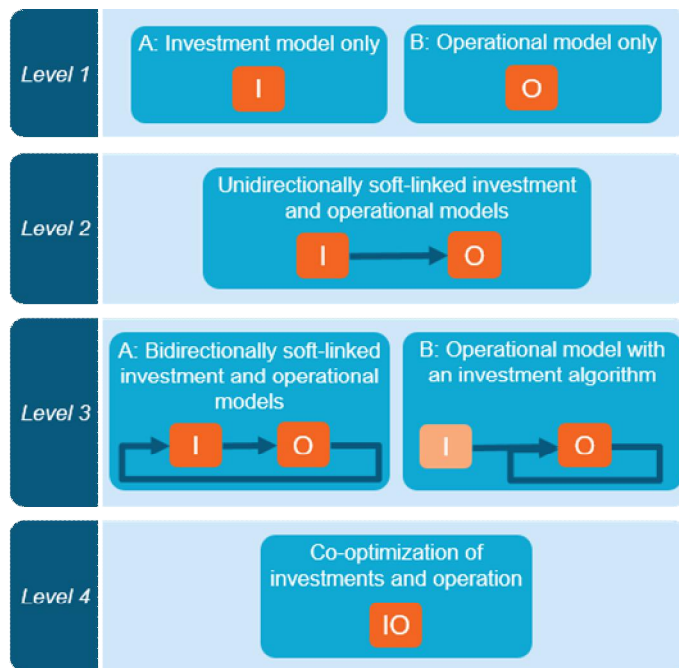 Level 1
A: Investment model only
I
B: Operational model only
O
Level 2
Unidirectionally soft-linked investment
and operational models
I
O
Level 3
A: Bidirectionally soft-linked
investment and operational
models
I
O
B: Operational model with
an investment algorithm
I
O
Level 4
Co-optimization of
investments and operation
IO